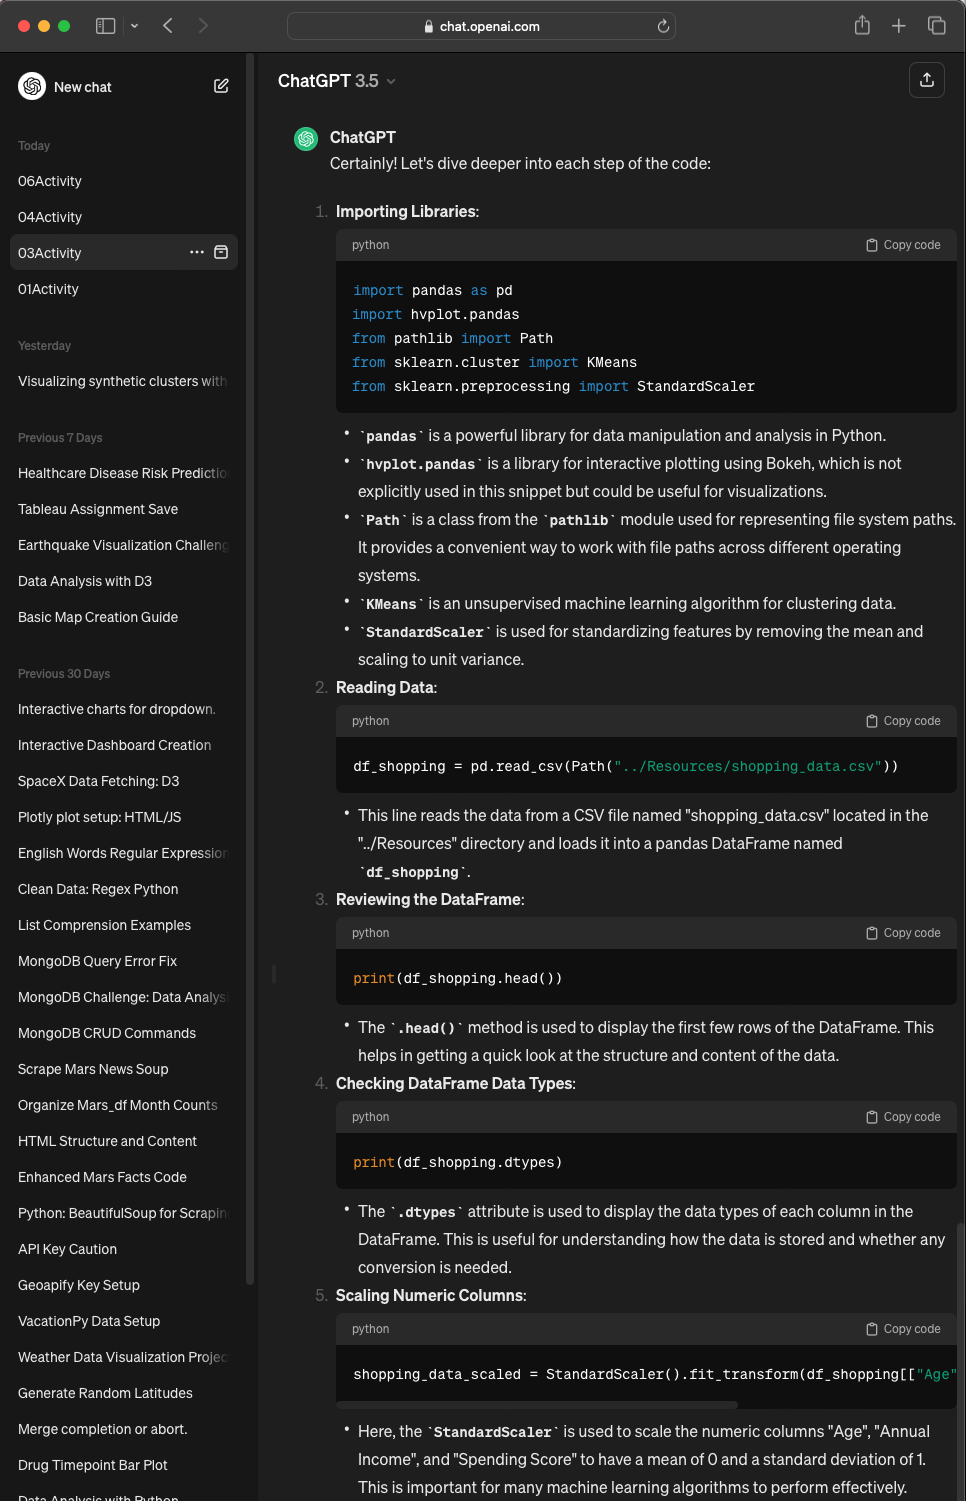 chat.openai.com
New chat
Today
06Activity
04Activity
03Activity
01Activity
Yesterday
Visualizing synthetic clusters with
Previous 7 Days
Healthcare Disease Risk Predictio
Tableau Assignment Save
Earthquake Visualization Challeng
Data Analysis with D3
Basic Map Creation Guide
Previous 30 Days
Interactive charts for dropdown.
Interactive Dashboard Creation
SpaceX Data Fetching: D3
Plotly plot setup: HTML/JS
English Words Regular Expression
Clean Data: Regex Python
List Comprension Examples
MongoDB Query Error Fix
MongoDB Challenge: Data Analysi
MongoDB CRUD Commands
Scrape Mars News Soup
Organize Mars_df Month Counts
HTML Structure and Content
Enhanced Mars Facts Code
Python: BeautifulSoup for Scrapin
API Key Caution
Geoapify Key Setup
VacationPy Data Setup
Weather Data Visualization Projec
Generate Random Latitudes
Merge completion or abort.
Drug Timepoint Bar Plot
Data Analysis with Python
ChatGPT 3.5
ChatGPT
Certainly! Let's dive deeper into each step of the code:
1. Importing Libraries:
python Copy code
import pandas as pd
import hvplot.pandas
from pathlib import Path
from sklearn.cluster import KMeans
from sklearn.preprocessing import StandardScaler
• `pandas` is a powerful library for data manipulation and analysis in Python.
• `hvplot.pandas` is a library for interactive plotting using Bokeh, which is not
explicitly used in this snippet but could be useful for visualizations.
• `Path` is a class from the `pathlib` module used for representing file system paths.
It provides a convenient way to work with file paths across different operating
systems.
• `KMeans` is an unsupervised machine learning algorithm for clustering data.
• `StandardScaler` is used for standardizing features by removing the mean and
scaling to unit variance.
2. Reading Data:
python Copy code
df_shopping = pd.read_csv(Path("../Resources/shopping_data.csv"))
• This line reads the data from a CSV file named "shopping_data.csv" located in the
"../Resources" directory and loads it into a pandas DataFrame named
`df_shopping`.
3. Reviewing the DataFrame:
python Copy code
print(df_shopping.head())
• The `.head()` method is used to display the first few rows of the DataFrame. This
helps in getting a quick look at the structure and content of the data.
4. Checking DataFrame Data Types:
python Copy code
print(df_shopping.dtypes)
• The `.dtypes` attribute is used to display the data types of each column in the
DataFrame. This is useful for understanding how the data is stored and whether any
conversion is needed.
5. Scaling Numeric Columns:
python Copy code
shopping_data_scaled = StandardScaler().fit_transform(df_shopping[["Age"
• Here, the `StandardScaler` is used to scale the numeric columns "Age", "Annual
Income", and "Spending Score" to have a mean of 0 and a standard deviation of 1.
This is important for many machine learning algorithms to perform effectively.